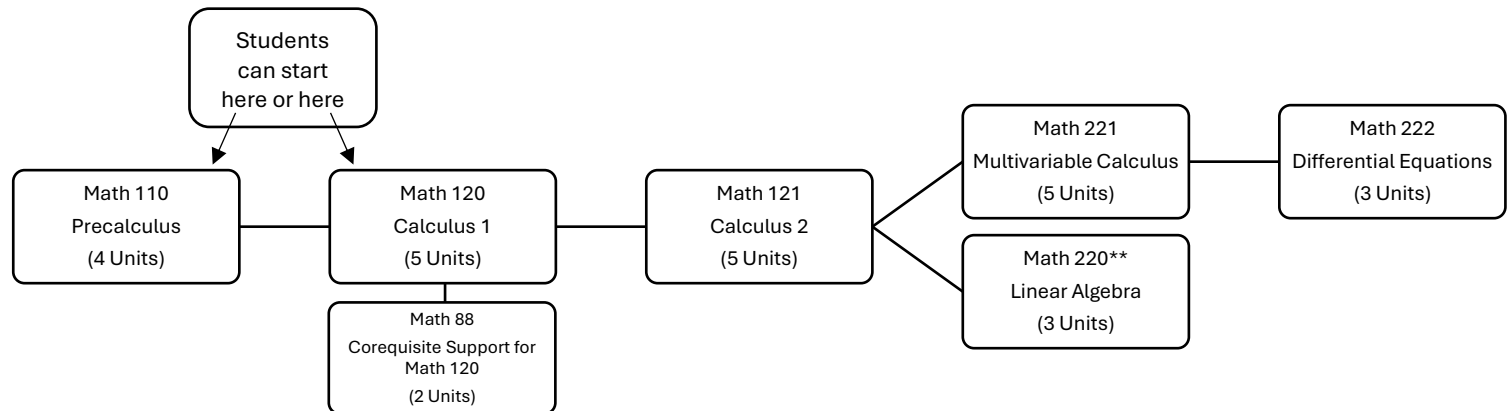 Students
can start
here or here
Math 110
Precalculus
(4 Units)
Math 120
Calculus 1
(5 Units)
Math 88
Corequisite Support for
Math 120
(2 Units)
Math 121
Calculus 2
(5 Units)
Math 221
Multivariable Calculus
(5 Units)
Math 220**
Linear Algebra
(3 Units)
Math 222
Differential Equations
(3 Units)